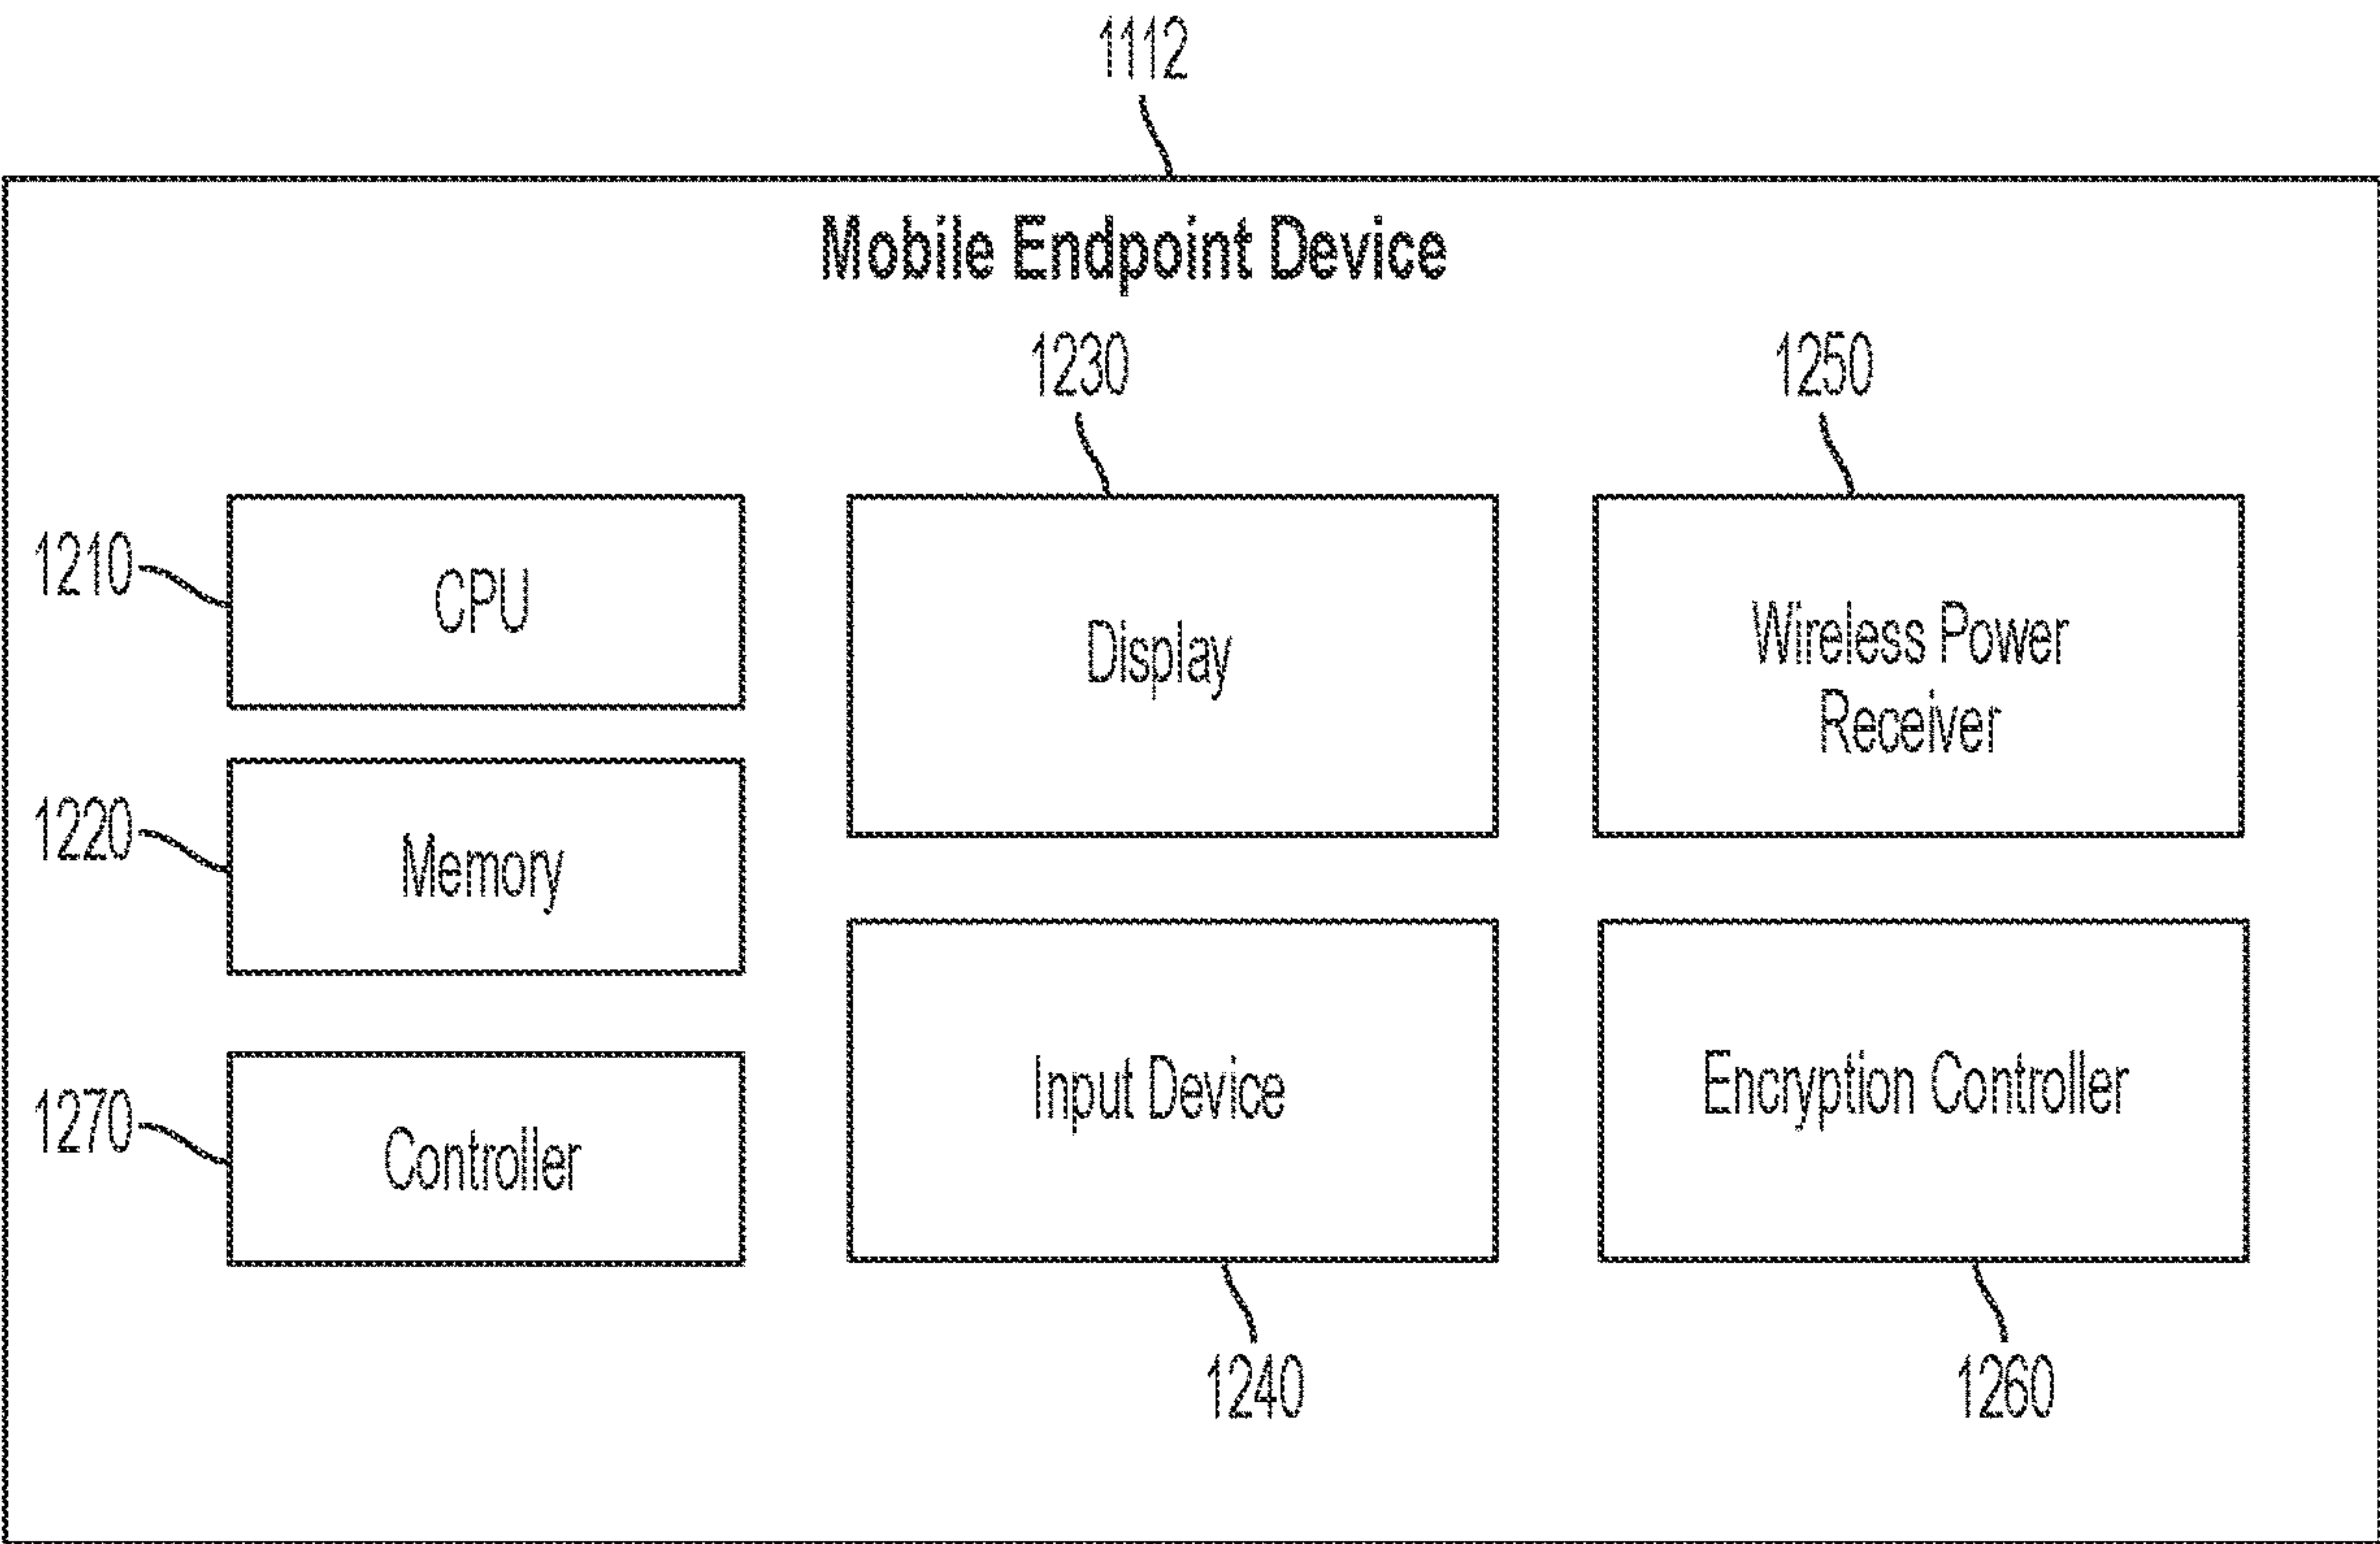 1112
Mobile Endpoint Device
1230
1250
1210
CPU
Display
Wireless Power
Receiver
1220
Memory
1270
Controller
Input Device
Encryption Controller
1240
1260